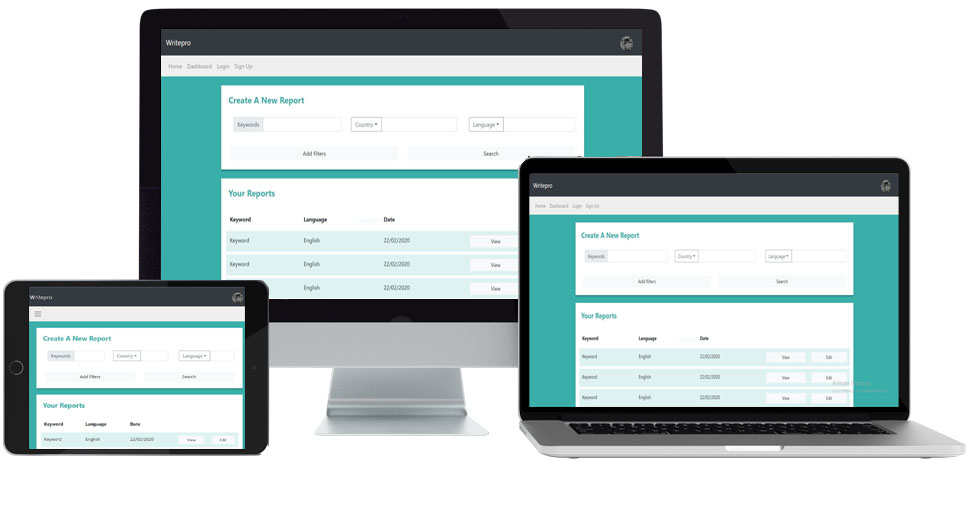 Writepro
Home Dashboard Login Sign Up
Create A New Report
Keywords Country Language
Add filters Search
Your Reports
Keyword Language Date
Keyword English 22/02/2020 View
Keyword English 22/02/2020 View
Keyword English 22/02/2020 View
Writepro
Home Dashboard Login Sign Up
Create A New Report
Keywords Country Language
Add filters Search
Your Reports
Keyword Language Date
Keyword English 22/02/2020 View Edit
Keyword English 22/02/2020 View Edit
Keyword English 22/02/2020 View Edit
Activate Windows
Writepro
Create A New Report
Keywords Country Language
Add filters Search
Your Reports
Keyword Language Date
Keyword English 22/02/2020 View Edit